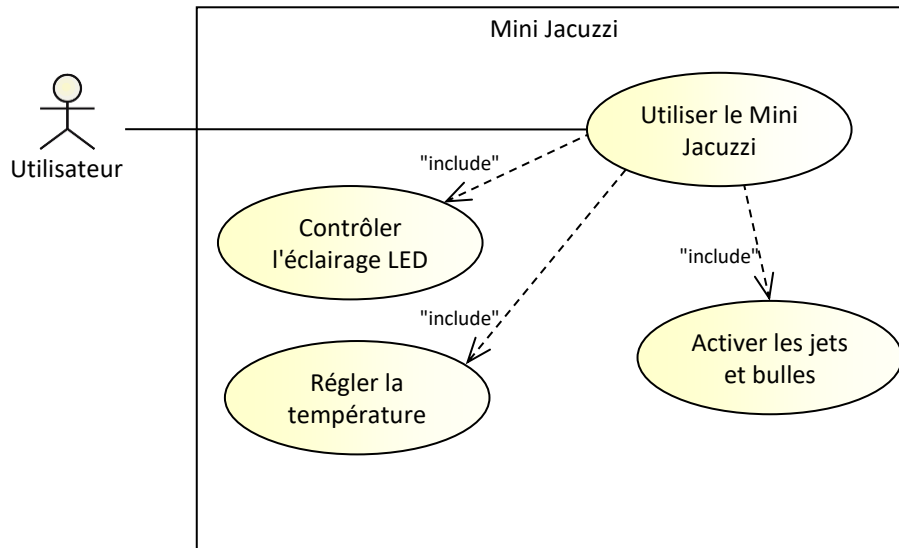 Mini Jacuzzi
Utilisateur
Utiliser le Mini
Jacuzzi
"include"
Contrôler
l'éclairage LED
"include"
"include"
Régler la
température
Activer les jets
et bulles